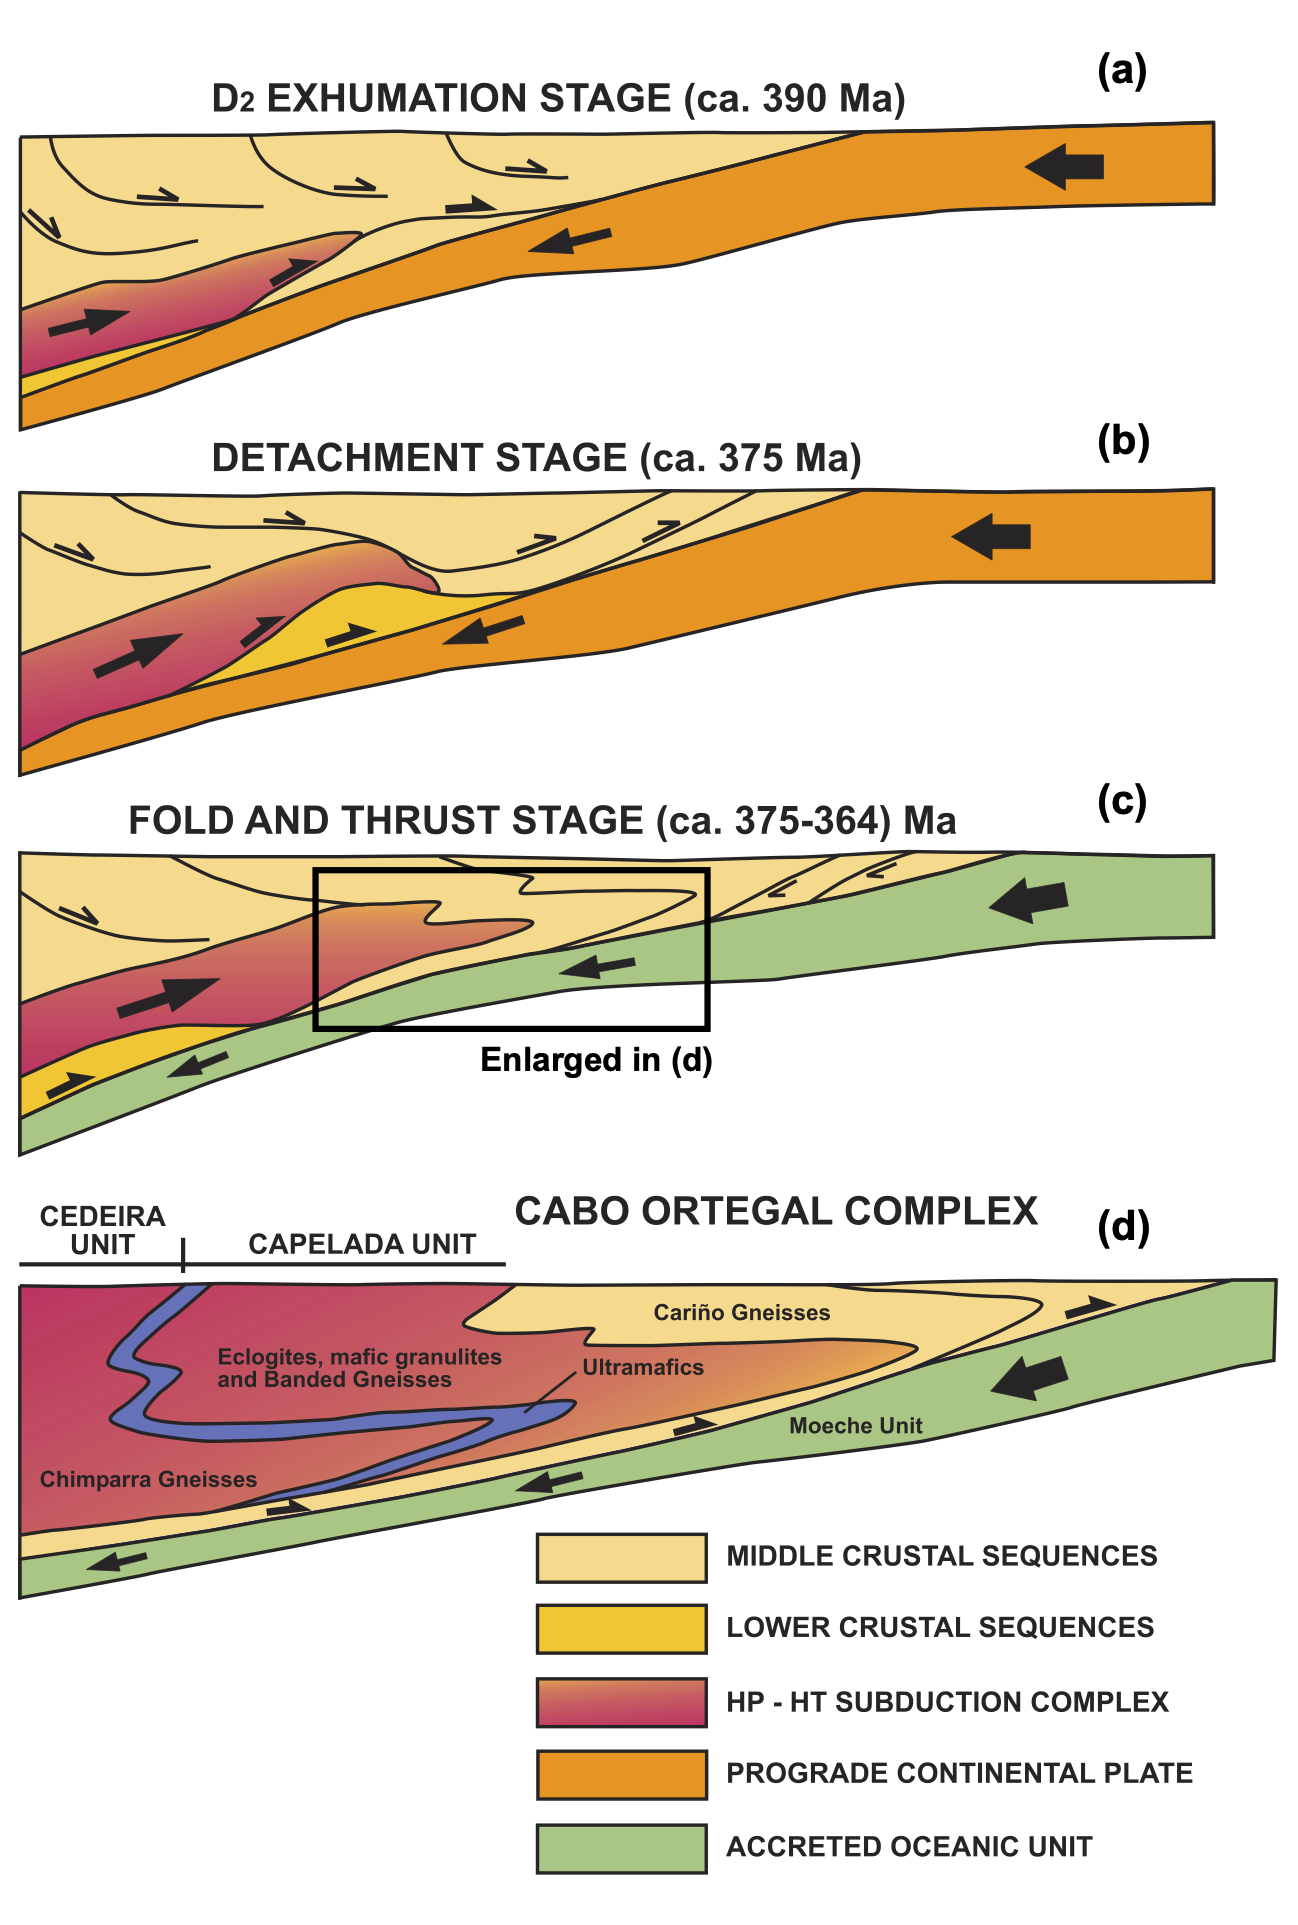 (a)
D2 EXHUMATION STAGE (ca. 390 Ma)
(b)
DETACHMENT STAGE (ca. 375 Ma)
(c)
FOLD AND THRUST STAGE (ca. 375-364) Ma
Enlarged in (d)
CABO ORTEGAL COMPLEX
(d)
CEDEIRA
UNIT
CAPELADA UNIT
Cariño Gneisses
Eclogites, mafic granulites
and Banded Gneisses
Ultramafics
Moeche Unit
Chimparra Gneisses
MIDDLE CRUSTAL SEQUENCES
LOWER CRUSTAL SEQUENCES
HP - HT SUBDUCTION COMPLEX
PROGRADE CONTINENTAL PLATE
ACCRETED OCEANIC UNIT